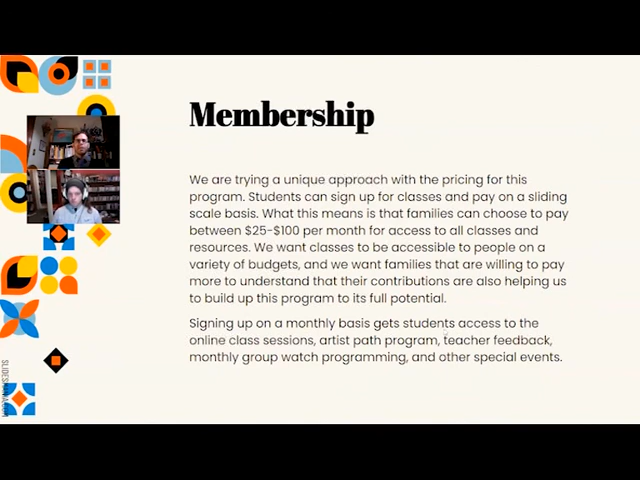 Membership
We are trying a unique approach with the pricing for this
program. Students can sign up for classes and pay on a sliding
scale basis. What this means is that families can choose to pay
between $25-$100 per month for access to all classes and
resources. We want classes to be accessible to people on a
variety of budgets, and we want families that are willing to pay
more to understand that their contributions are also helping us
to build up this program to its full potential.
Signing up on a monthly basis gets students access to the
online class sessions, artist path program, teacher feedback,
monthly group watch programming, and other special events.